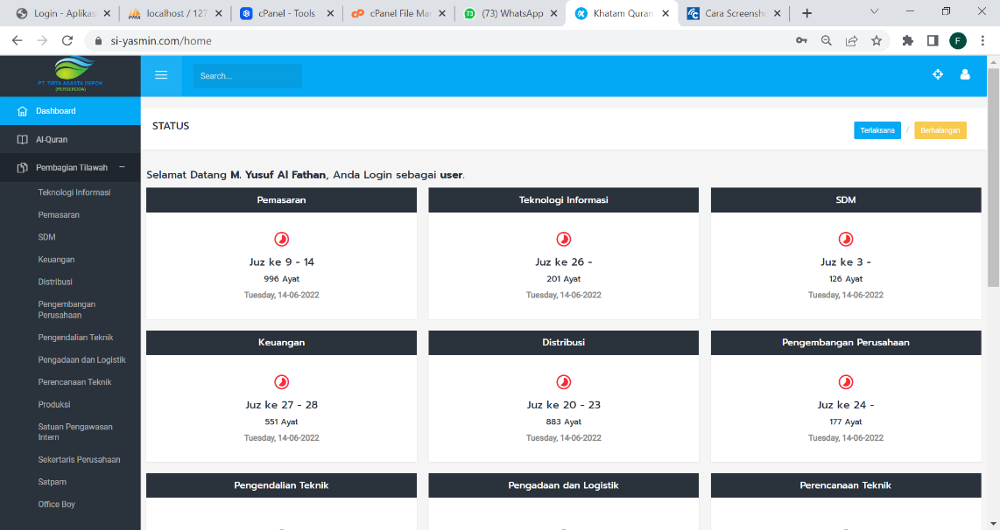 Login - Aplikas
localhost / 127
cPanel - Tools
cPanel File Mar
(73) WhatsApp
Khatam Quran
Cara Screensho
si-yasmin.com/home
F
PT. TIRTA ASASTA DEPOK
(PERSERODA)
Search...
Dashboard
Al-Quran
Pembagian Tilawah
Teknologi Informasi
Pemasaran
SDM
Keuangan
Distribusi
Pengembangan
Perusahaan
Pengendalian Teknik
Pengadaan dan Logistik
Perencanaan Teknik
Produksi
Satuan Pengawasan
Intern
Sekertaris Perusahaan
Satpam
Office Boy
STATUS
Terlaksana / Berhalangan
Selamat Datang M. Yusuf Al Fathan, Anda Login sebagai user.
Pemasaran
Juz ke 9 - 14
996 Ayat
Tuesday, 14-06-2022
Teknologi Informasi
Juz ke 26 -
201 Ayat
Tuesday, 14-06-2022
SDM
Juz ke 3 -
126 Ayat
Tuesday, 14-06-2022
Keuangan
Juz ke 27 - 28
551 Ayat
Tuesday, 14-06-2022
Distribusi
Juz ke 20 - 23
883 Ayat
Tuesday, 14-06-2022
Pengembangan Perusahaan
Juz ke 24 -
177 Ayat
Tuesday, 14-06-2022
Pengendalian Teknik
Pengadaan dan Logistik
Perencanaan Teknik